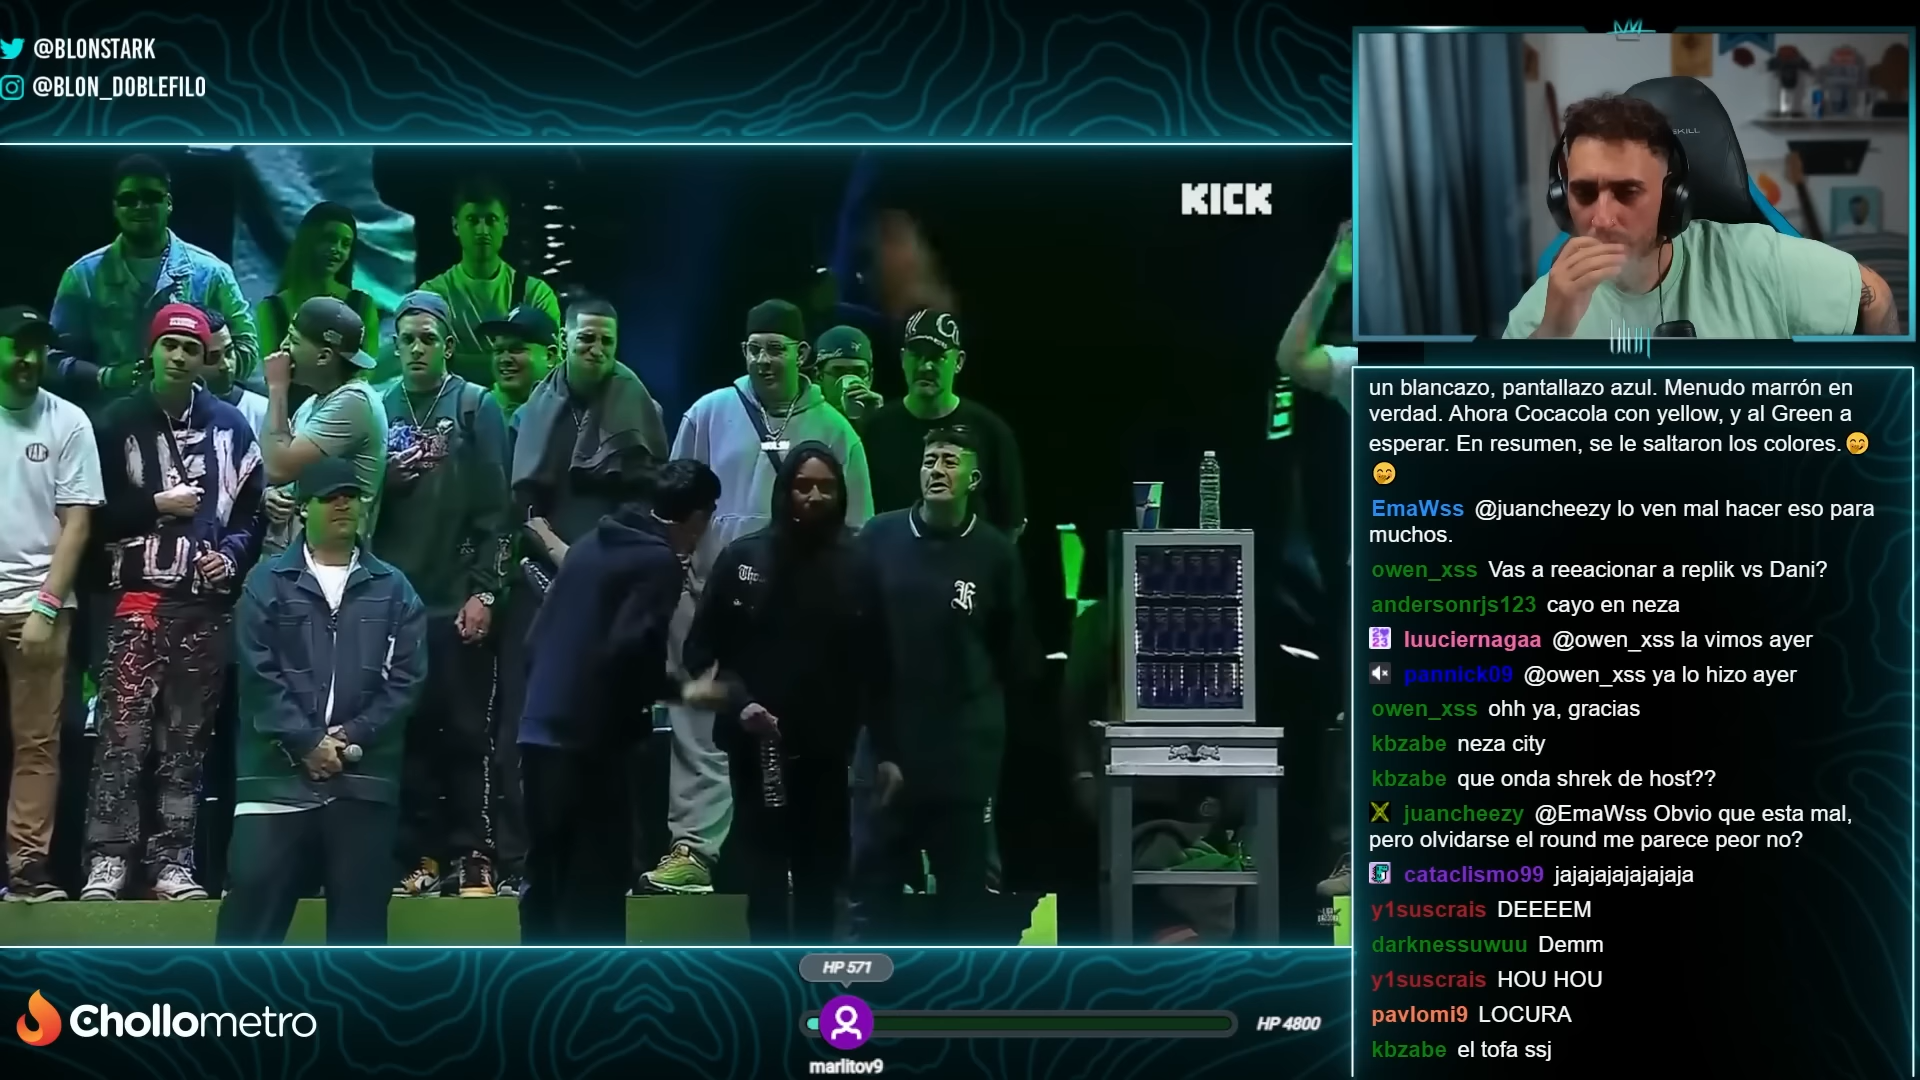 @BLONSTARK
@BLON_DOBLEFILO
KICK
un blancazo, pantallazo azul. Menudo marrón en
verdad. Ahora Cocacola con yellow, y al Green a
esperar. En resumen, se le saltaron los colores.
EmaWss @juancheezy lo ven mal hacer eso para
muchos.
owen_xss Vas a reeacionar a replik vs Dani?
andersonrjs123 cayo en neza
luuciernagaa @owen_xss la vimos ayer
pannick09 @owen_xss ya lo hizo ayer
owen_xss ohh ya, gracias
kbzabe neza city
kbzabe que onda shrek de host??
juancheezy @EmaWss Obvio que esta mal,
pero olvidarse el round me parece peor no?
cataclismo99 jajajajajajajaja
y1suscrais DEEEEM
darknessuwuu Demm
y1suscrais HOU HOU
pavlomi9 LOCURA
kbzabe el tofa ssj
HP 571
Chollometro
HP 4800
marlitov9